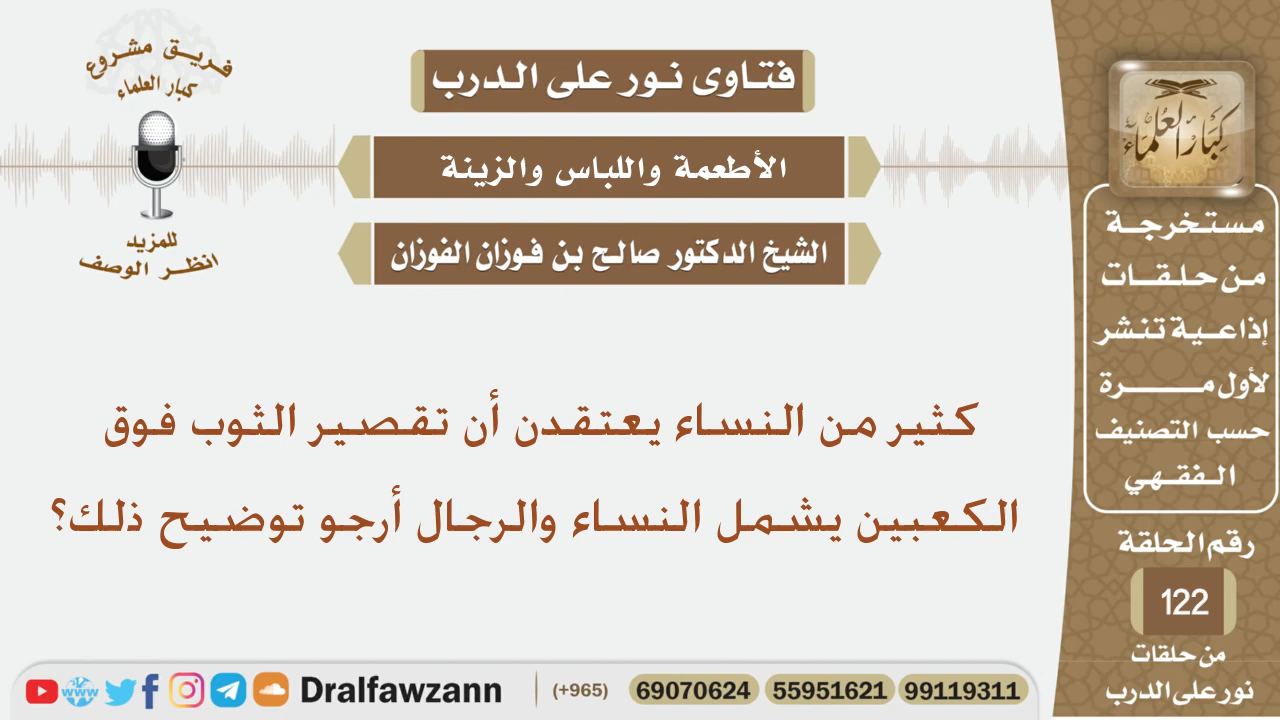 فريق مشروع
كبار العلماء
للمزيد
انظر الوصف
فتاوى نور على الدرب
الأطعمة واللباس والزينة
الشيخ الدكتور صالح بن فوزان الفوزان
كثير من النساء يعتقدن أن تقصير الثوب فوق
الكعبين يشمل النساء والرجال أرجو توضيح ذلك؟
كبار العلماء
مستخرجة
من حلقات
إذاعية تنشر
لأول مرة
حسب التصنيف
الفقهي
رقم الحلقة
122
من حلقات
نور على الدرب
www
Dralfawzann
(+965) 69070624 55951621 99119311